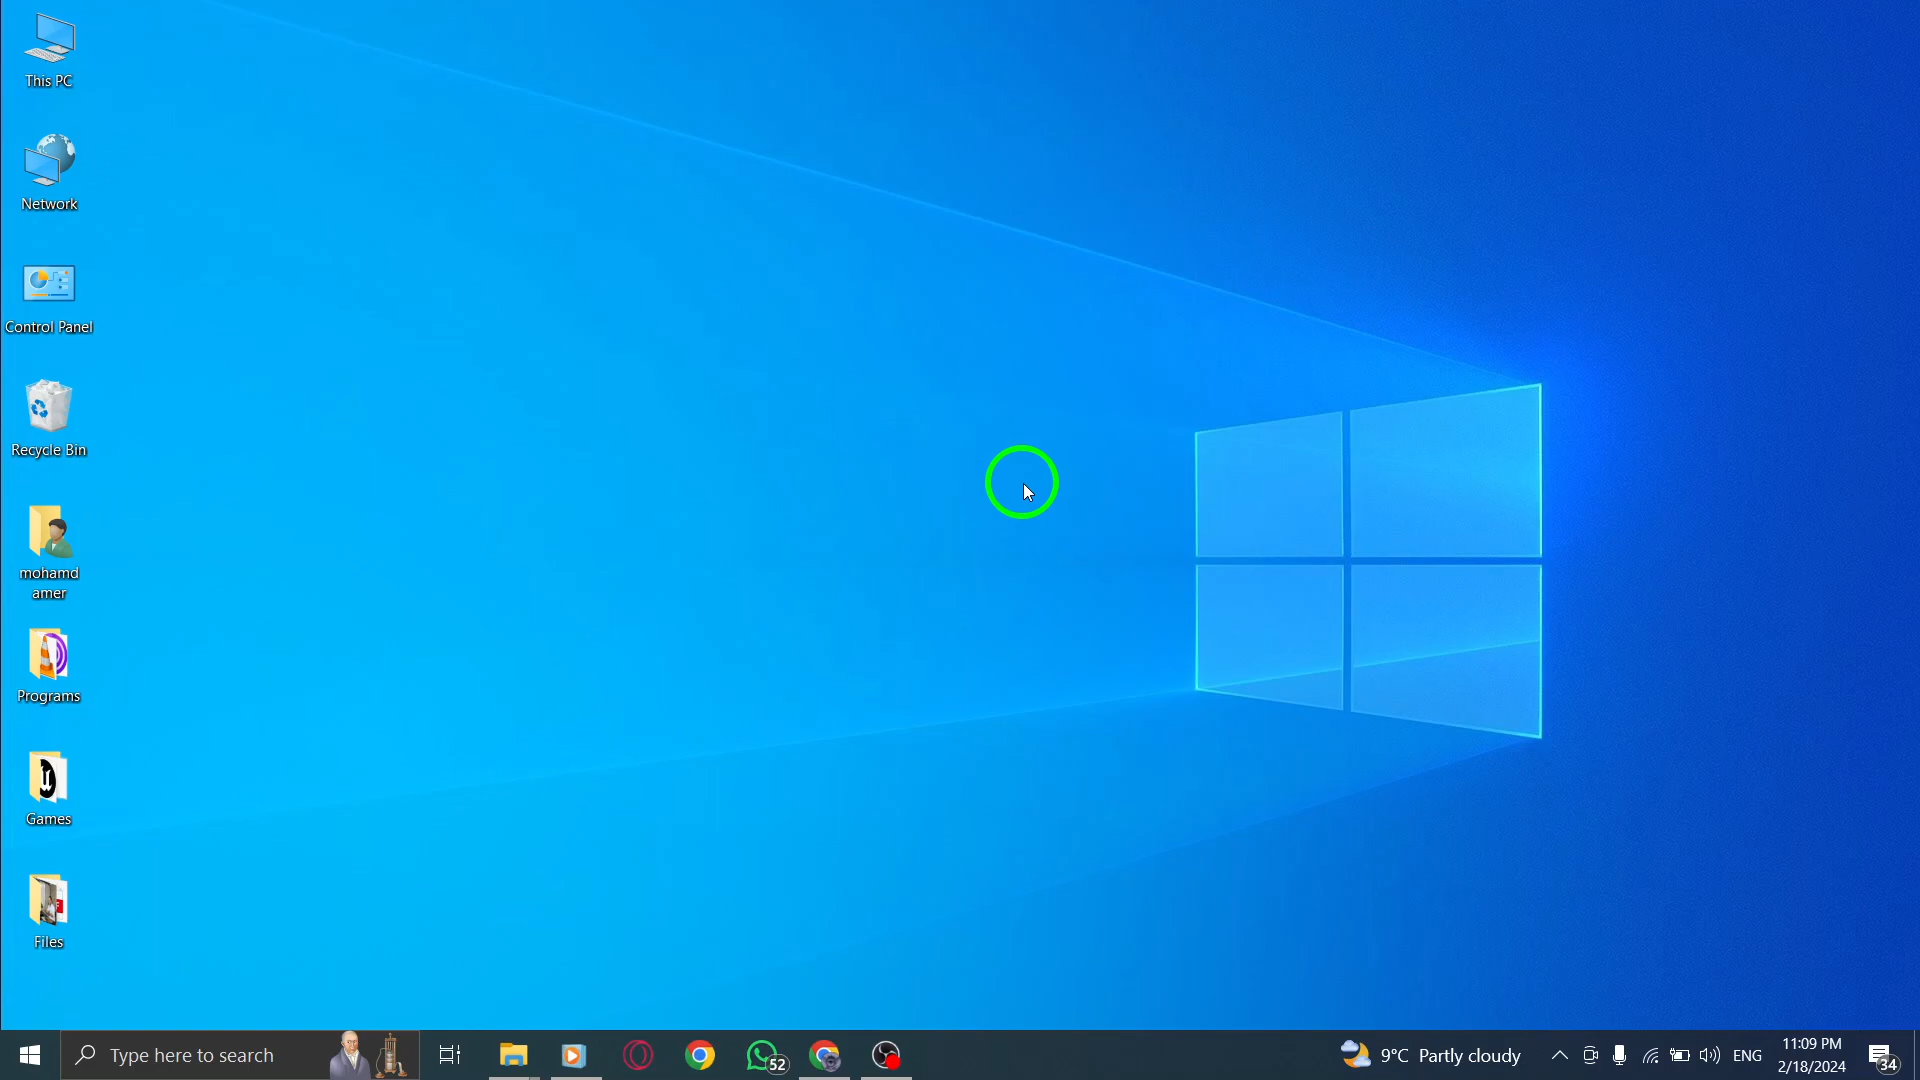 This PC
Network
Control Panel
Recycle Bin
mohamd
amer
Programs
Games
Files
Type here to search
52
9°C Partly cloudy
ENG
11:09 PM
2/18/2024
34